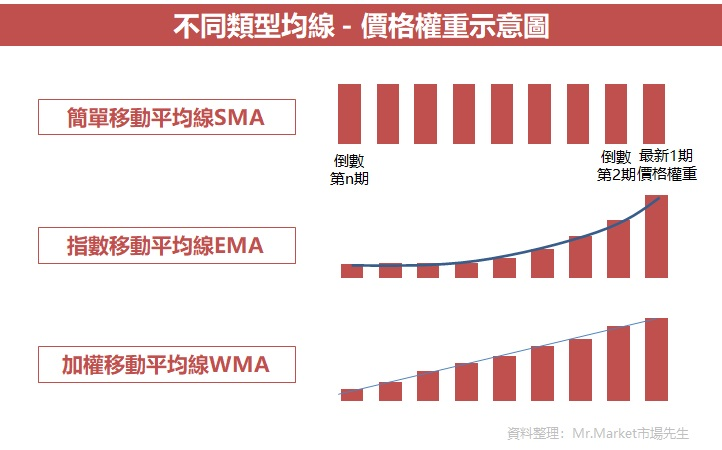 不同類型均線 - 價格權重示意圖
簡單移動平均線SMA
倒數
第n期
倒數
第2期
最新1期
價格權重
指數移動平均線EMA
加權移動平均線WMA
資料整理：Mr.Market市場先生